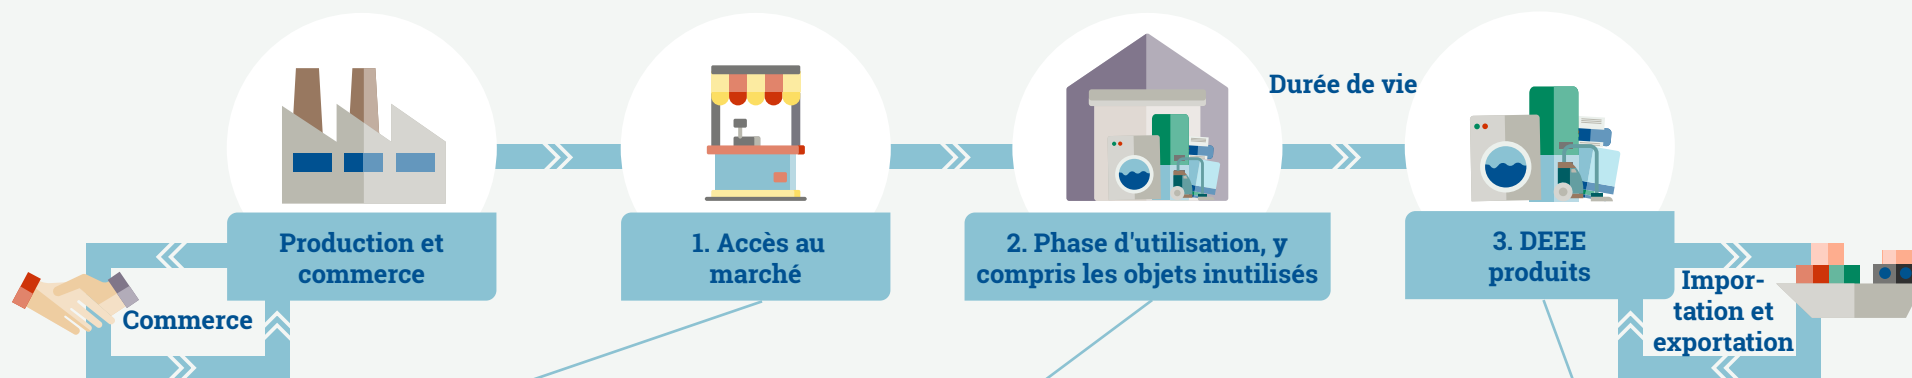 Durée de vie
Production et
commerce
1. Accès au
marché
2. Phase d'utilisation, y
compris les objets inutilisés
3. DEEE
produits
Commerce
Impor-
tation et
exportation